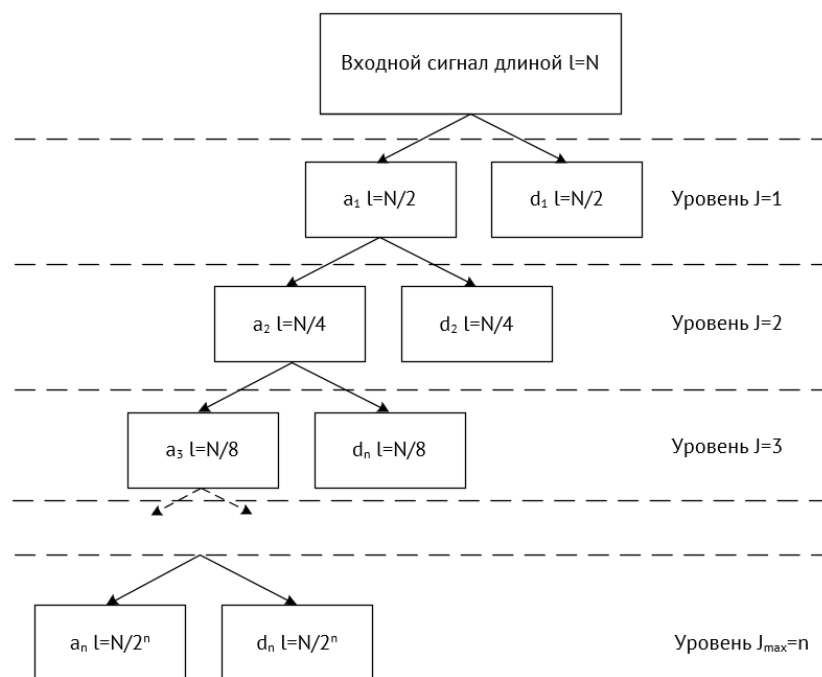 Входной сигнал длиной l=N
a₁ l=N/2
d₁ l=N/2
Уровень J=1
a₂ l=N/4
d₂ l=N/4
Уровень J=2
a₃ l=N/8
dₙ l=N/8
Уровень J=3
aₙ l=N/2ⁿ
dₙ l=N/2ⁿ
Уровень Jₘₐₓ=n